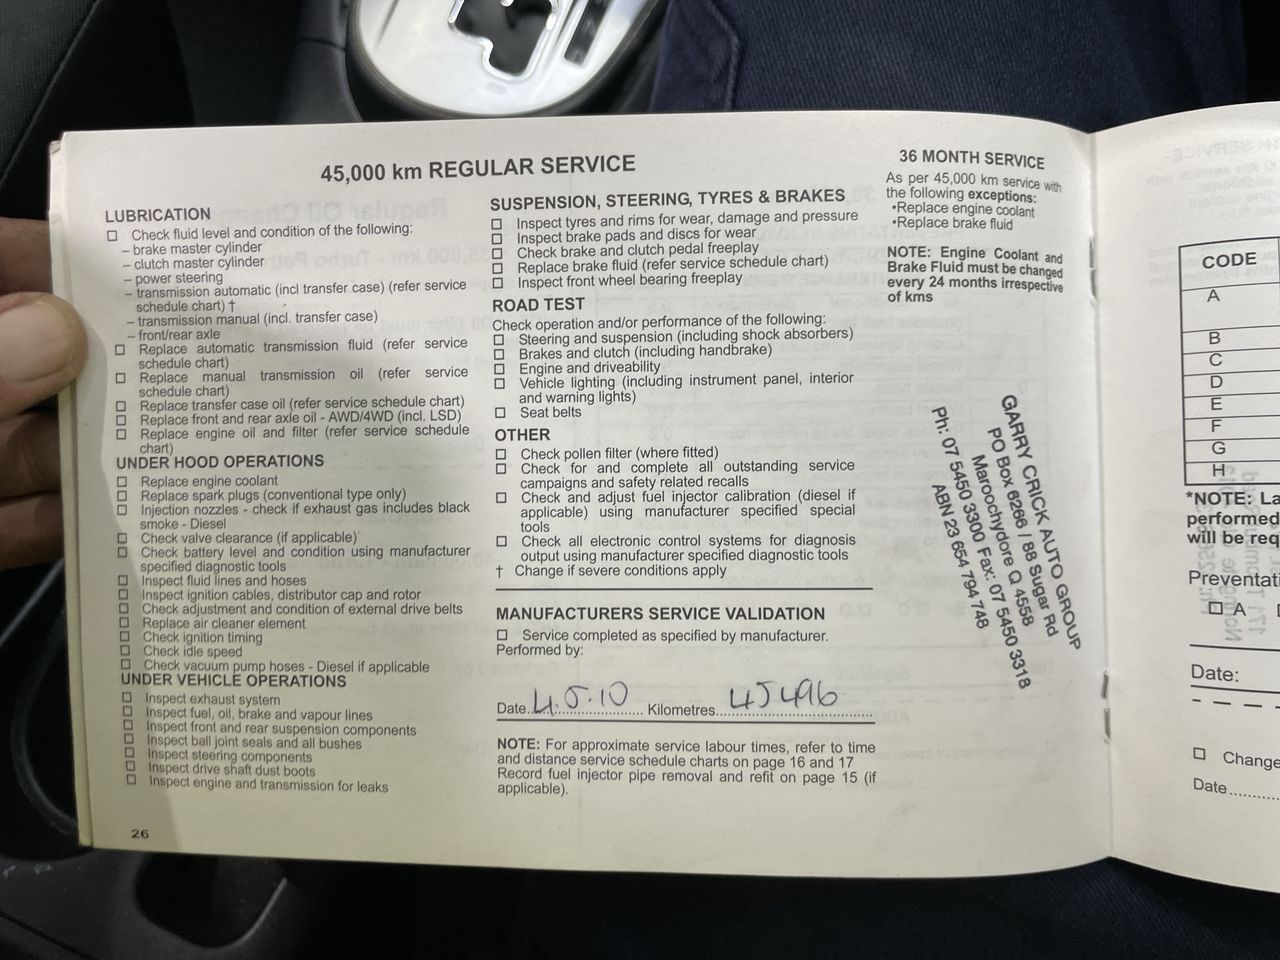 45,000 km REGULAR SERVICE
LUBRICATION
☐ Check fluid level and condition of the following:
– brake master cylinder
– clutch master cylinder
– power steering
– transmission automatic (incl transfer case) (refer service
schedule chart) †
– transmission manual (incl. transfer case)
– front/rear axle
☐ Replace automatic transmission fluid (refer service
schedule chart)
☐ Replace manual transmission oil (refer service
schedule chart)
☐ Replace transfer case oil (refer service schedule chart)
☐ Replace front and rear axle oil - AWD/4WD (incl. LSD)
☐ Replace engine oil and filter (refer service schedule
chart)
UNDER HOOD OPERATIONS
☐ Replace engine coolant
☐ Replace spark plugs (conventional type only)
☐ Injection nozzles - check if exhaust gas includes black
smoke - Diesel
☐ Check valve clearance (if applicable)
☐ Check battery level and condition using manufacturer
specified diagnostic tools
☐ Inspect fluid lines and hoses
☐ Inspect ignition cables, distributor cap and rotor
☐ Check adjustment and condition of external drive belts
☐ Replace air cleaner element
☐ Check ignition timing
☐ Check idle speed
☐ Check vacuum pump hoses - Diesel if applicable
UNDER VEHICLE OPERATIONS
☐ Inspect exhaust system
☐ Inspect fuel, oil, brake and vapour lines
☐ Inspect front and rear suspension components
☐ Inspect ball joint seals and all bushes
☐ Inspect steering components
☐ Inspect drive shaft dust boots
☐ Inspect engine and transmission for leaks
26
SUSPENSION, STEERING, TYRES & BRAKES
☐ Inspect tyres and rims for wear, damage and pressure
☐ Inspect brake pads and discs for wear
☐ Check brake and clutch pedal freeplay
☐ Replace brake fluid (refer service schedule chart)
☐ Inspect front wheel bearing freeplay
ROAD TEST
Check operation and/or performance of the following:
☐ Steering and suspension (including shock absorbers)
☐ Brakes and clutch (including handbrake)
☐ Engine and driveability
☐ Vehicle lighting (including instrument panel, interior
and warning lights)
☐ Seat belts
OTHER
☐ Check pollen filter (where fitted)
☐ Check for and complete all outstanding service
campaigns and safety related recalls
☐ Check and adjust fuel injector calibration (diesel if
applicable) using manufacturer specified special
tools
☐ Check all electronic control systems for diagnosis
output using manufacturer specified diagnostic tools
† Change if severe conditions apply
MANUFACTURERS SERVICE VALIDATION
☐ Service completed as specified by manufacturer.
Performed by:
Date 4.5.10 Kilometres 45496
NOTE: For approximate service labour times, refer to time
and distance service schedule charts on page 16 and 17
Record fuel injector pipe removal and refit on page 15 (if
applicable).
36 MONTH SERVICE
As per 45,000 km service with
the following exceptions:
•Replace engine coolant
•Replace brake fluid
NOTE: Engine Coolant and
Brake Fluid must be changed
every 24 months irrespective
of kms
GARRY CRICK AUTO GROUP
PO Box 6266 / 88 Sugar Rd
Maroochydore Q 4558
Ph: 07 5450 3300 Fax: 07 5450 3318
ABN 23 654 794 748
CODE
A
B
C
D
E
F
G
H
*NOTE: La
performed
will be req
Preventati
☐ A
Date:
☐ Change
Date